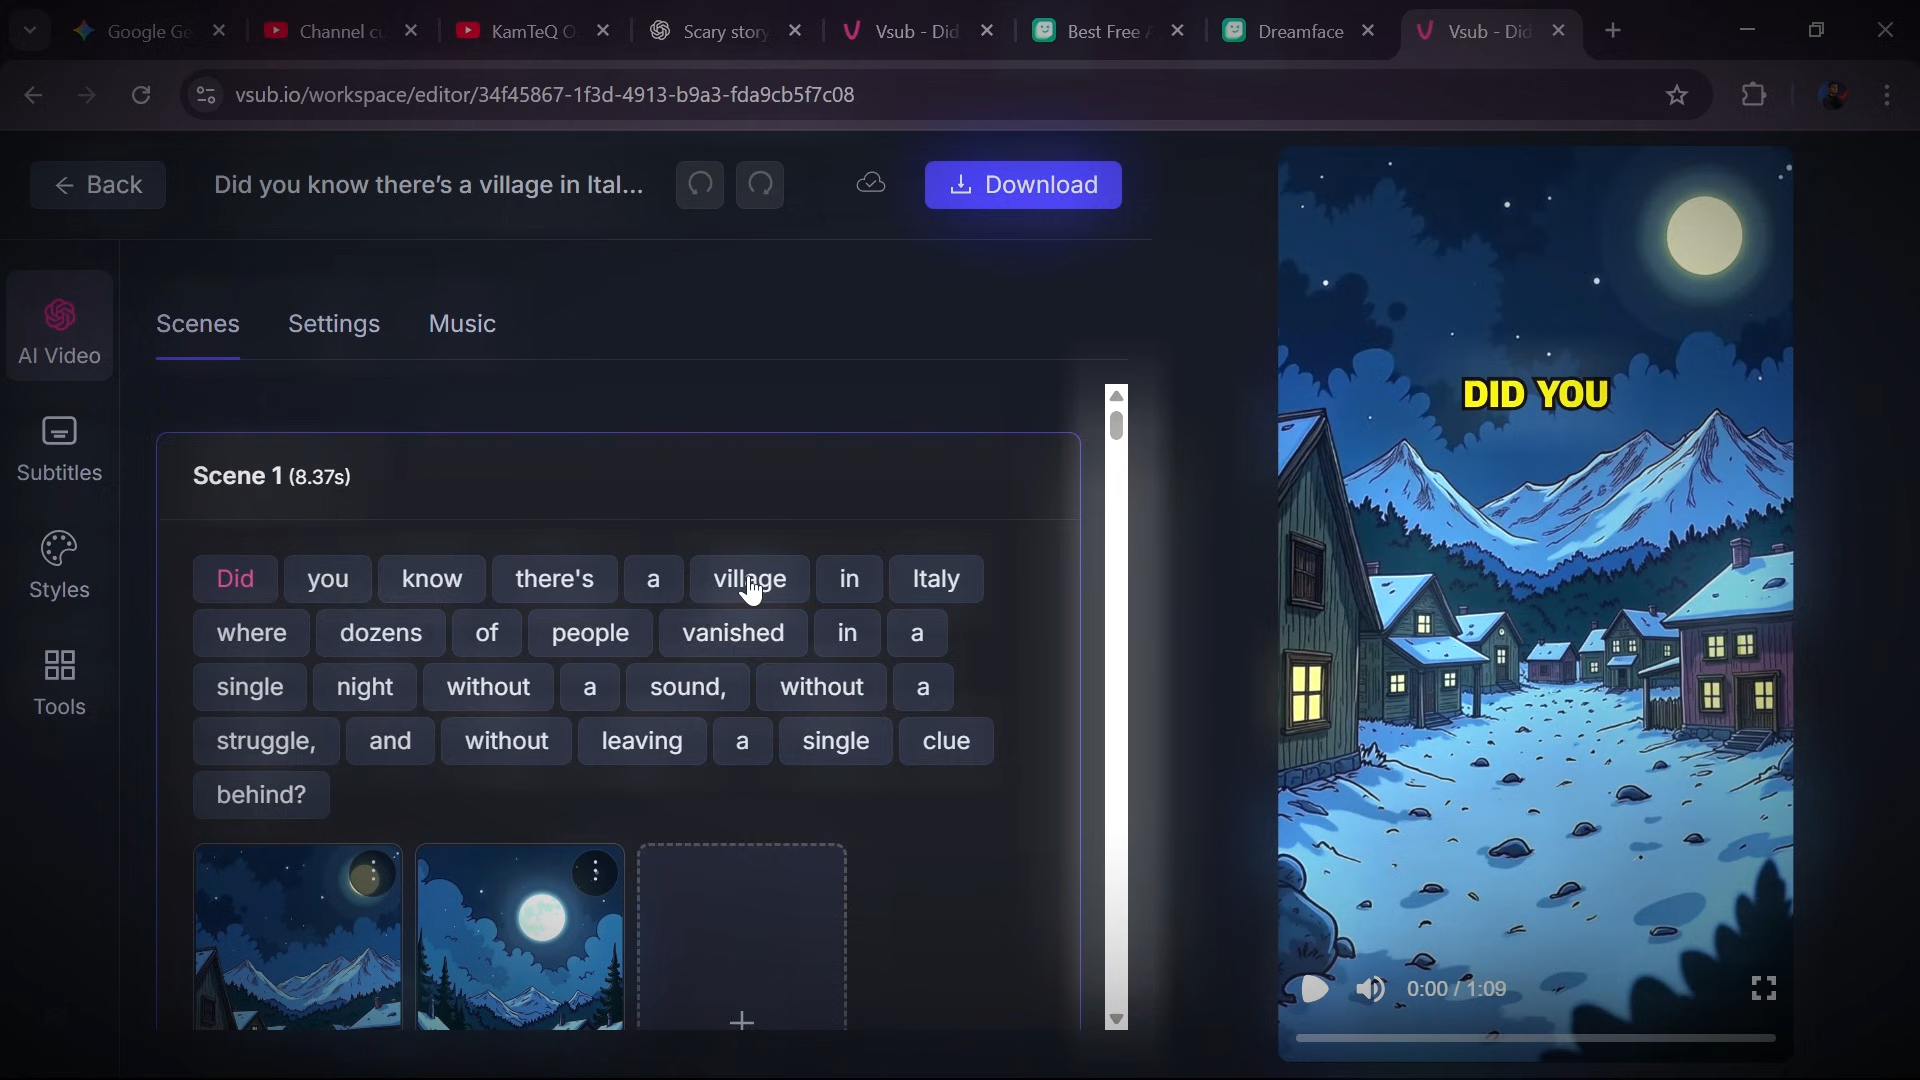 Google Ge
Channel cu
KamTeQ O
Scary story
Vsub - Did
Best Free A
Dreamface
Vsub - Did
vsub.io/workspace/editor/34f45867-1f3d-4913-b9a3-fda9cb5f7c08
Back
Did you know there's a village in Ital...
Download
AI Video
Subtitles
Styles
Tools
Scenes Settings Music
Scene 1 (8.37s)
Did you know there's a village in Italy
where dozens of people vanished in a
single night without a sound, without a
struggle, and without leaving a single clue
behind?
DID YOU
0:00 / 1:09